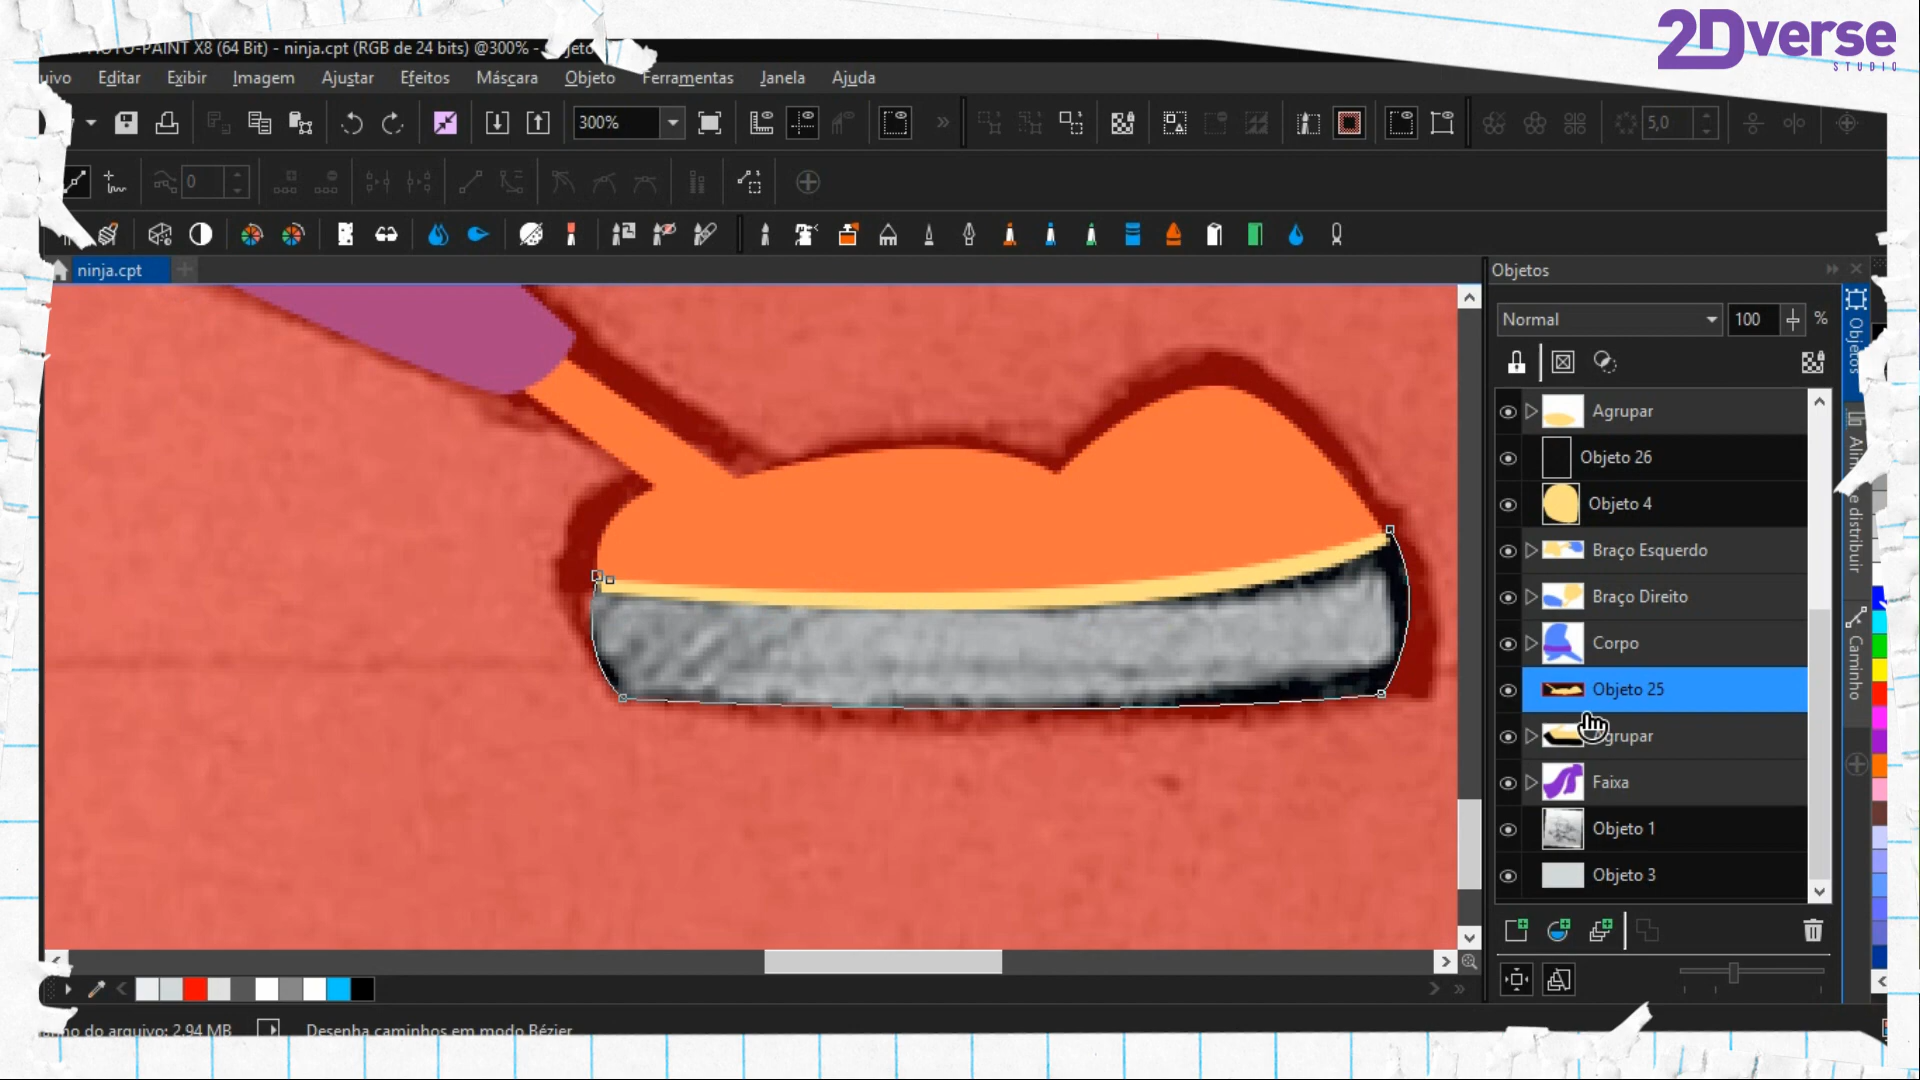 2Dverse
STUDIO
PHOTO-PAINT X8 (64 Bit) - ninja.cpt (RGB de 24 bits) @300% -
Editar Exibir Imagem Ajustar Efeitos Máscara Objeto Ferramentas Janela Ajuda
300%
5,0
0
ninja.cpt
Objetos
Normal 100 %
Agrupar
Objeto 26
Objeto 4
Braço Esquerdo
Braço Direito
Corpo
Objeto 25
Agrupar
Faixa
Objeto 1
Objeto 3
Objetos
e distribuir
Caminho
do arquivo: 2,94 MB
Desenha caminhos em modo Bézier